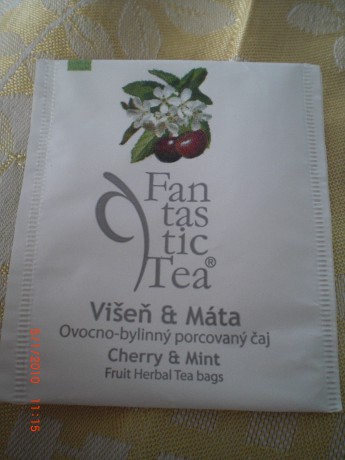 Fan
tas
tic
Tea®
Višeň & Máta
Ovocno-bylinný porcovaný čaj
Cherry & Mint
Fruit Herbal Tea bags